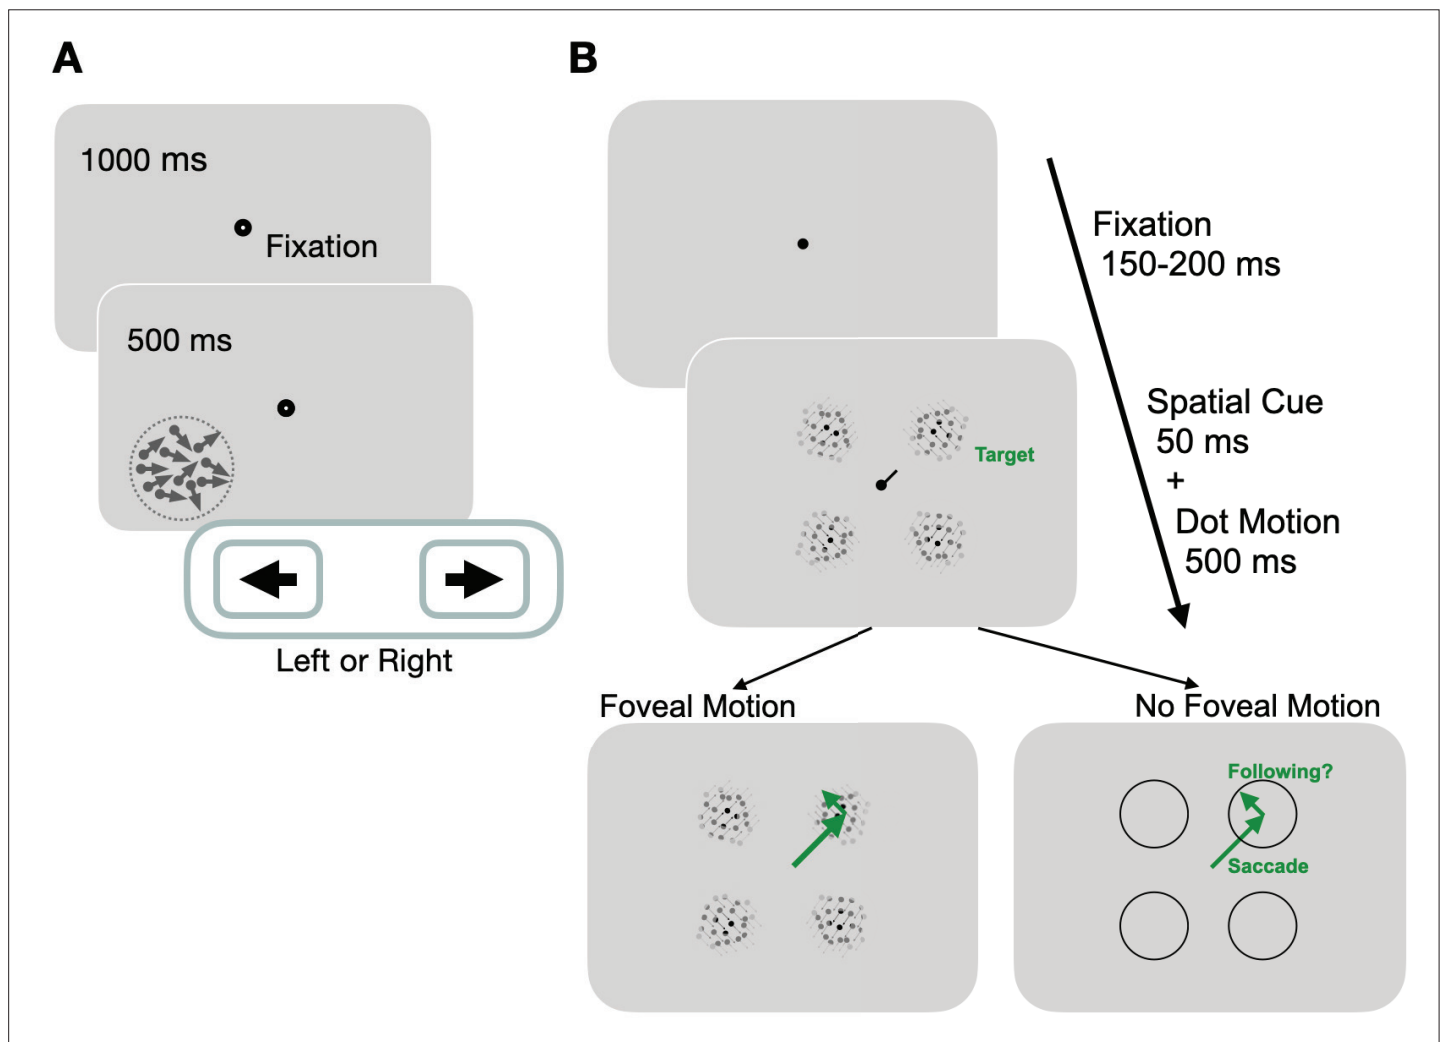 A
1000 ms
Fixation
500 ms
Left or Right
B
Fixation
150-200 ms
Target
Spatial Cue
50 ms
+
Dot Motion
500 ms
Foveal Motion
No Foveal Motion
Following?
Saccade